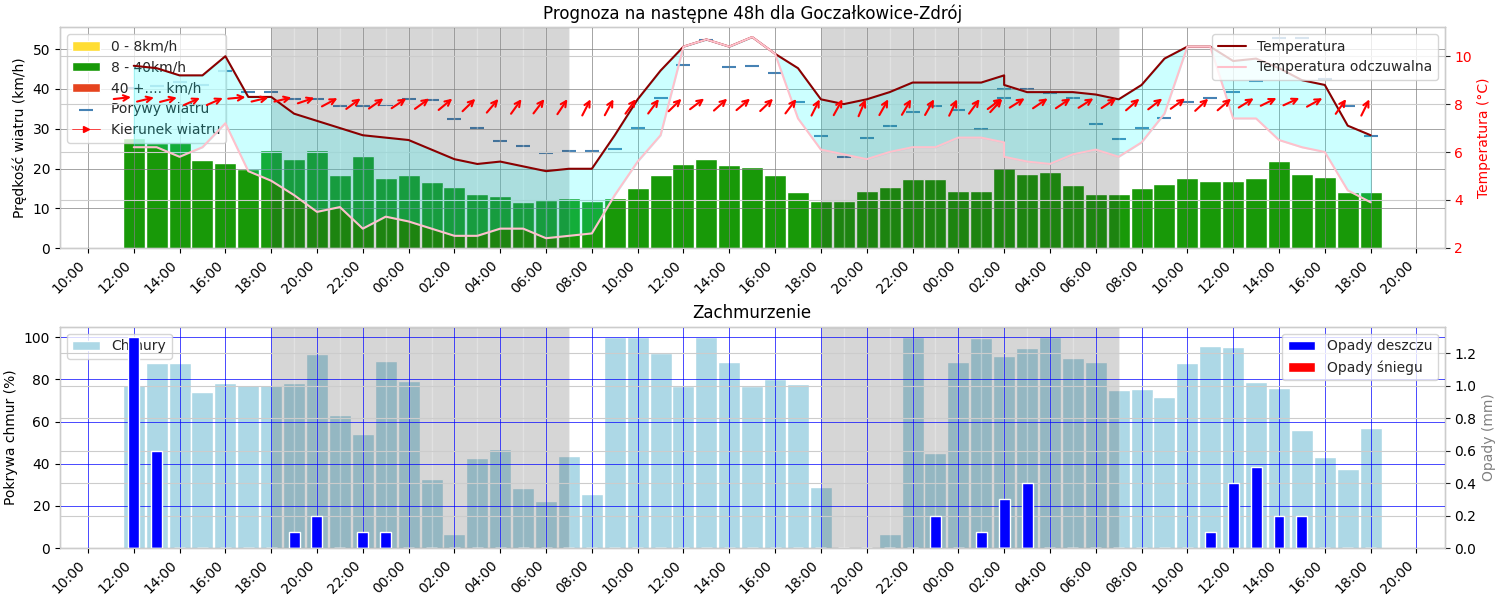 Prognoza na następne 48h dla Goczałkowice-Zdrój
Prędkość wiatru (km/h)
50
40
30
20
10
0
0 - 8km/h
8 - 40km/h
40 +.... km/h
Porywy wiatru
Kierunek wiatru
Temperatura
Temperatura odczuwalna
10
8
6
4
2
Temperatura (°C)
10:00 12:00 14:00 16:00 18:00 20:00 22:00 00:00 02:00 04:00 06:00 08:00 10:00 12:00 14:00 16:00 18:00 20:00 22:00 00:00 02:00 04:00 06:00 08:00 10:00 12:00 14:00 16:00 18:00 20:00
Zachmurzenie
Pokrywa chmur (%)
100
80
60
40
20
0
Chmury
Opady deszczu
Opady śniegu
1.2
1.0
0.8
0.6
0.4
0.2
0.0
Opady (mm)
10:00 12:00 14:00 16:00 18:00 20:00 22:00 00:00 02:00 04:00 06:00 08:00 10:00 12:00 14:00 16:00 18:00 20:00 22:00 00:00 02:00 04:00 06:00 08:00 10:00 12:00 14:00 16:00 18:00 20:00